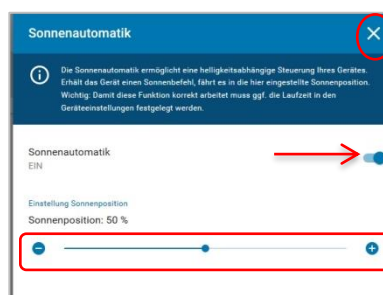 Sonnenautomatik
Die Sonnenautomatik ermöglicht eine helligkeitsabhängige Steuerung Ihres Gerätes.
Erhält das Gerät einen Sonnenbefehl, fährt es in die hier eingestellte Sonnenposition.
Wichtig: Damit diese Funktion korrekt arbeitet muss ggf. die Laufzeit in den
Geräteeinstellungen festgelegt werden.
Sonnenautomatik
EIN
Einstellung Sonnenposition
Sonnenposition: 50 %